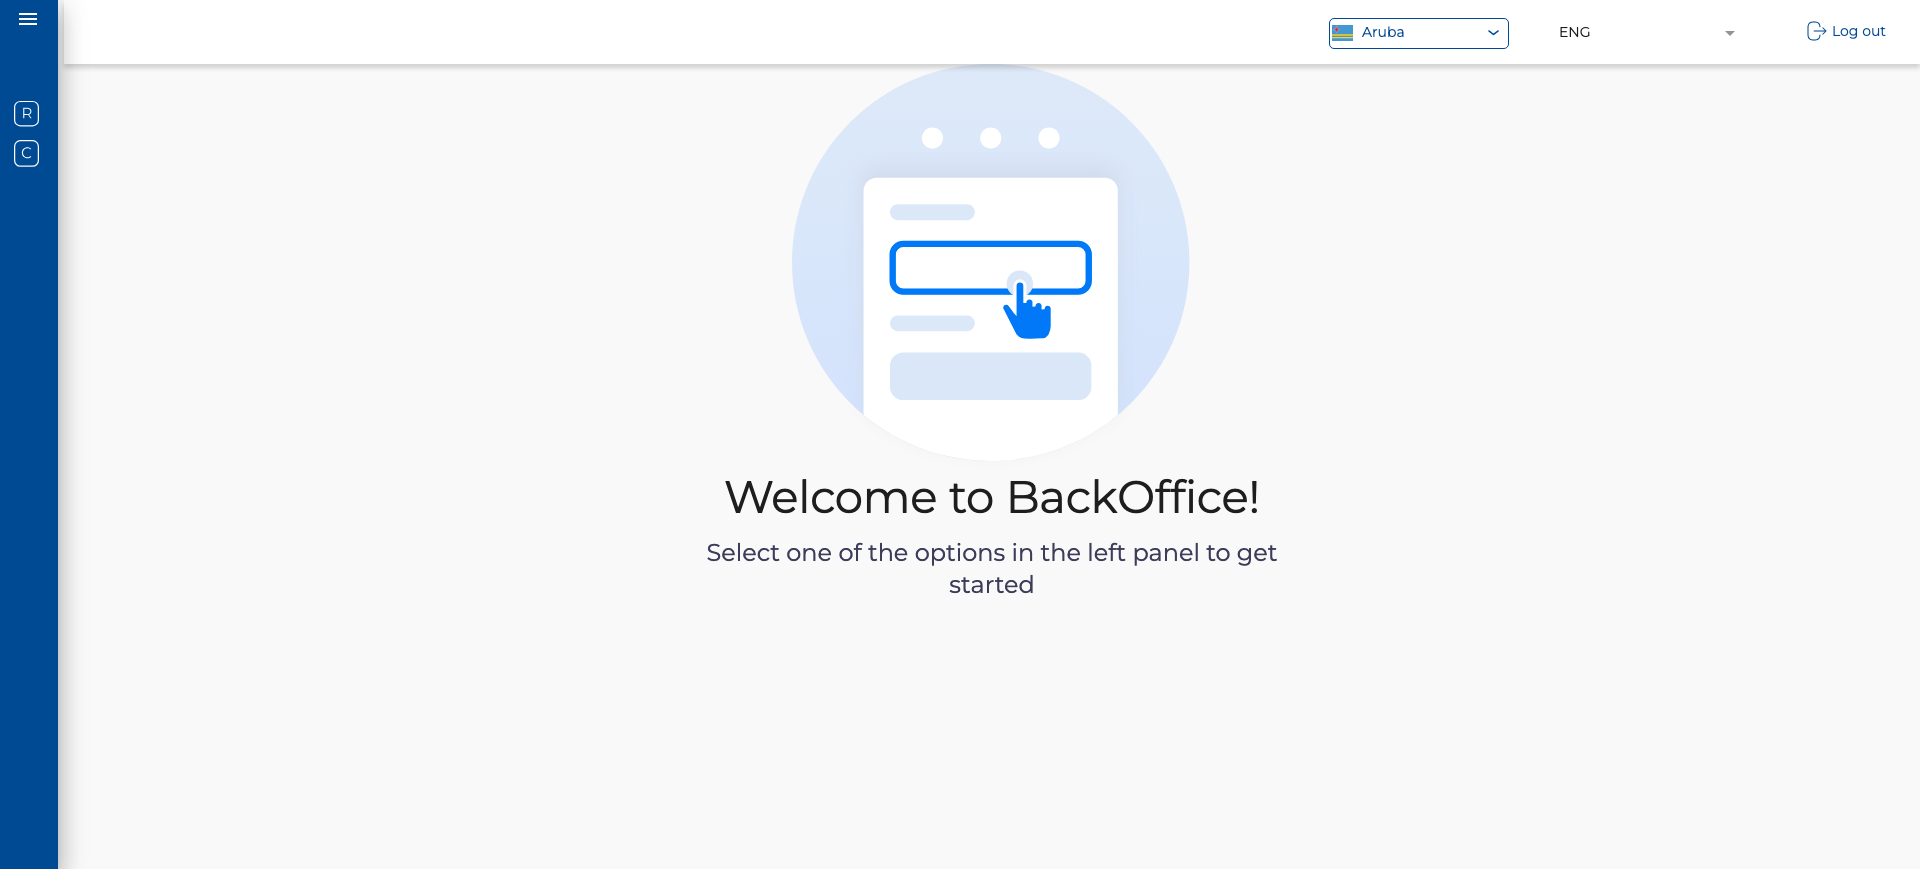 Aruba
ENG
Log out
R
C
Welcome to BackOffice!
Select one of the options in the left panel to get
started